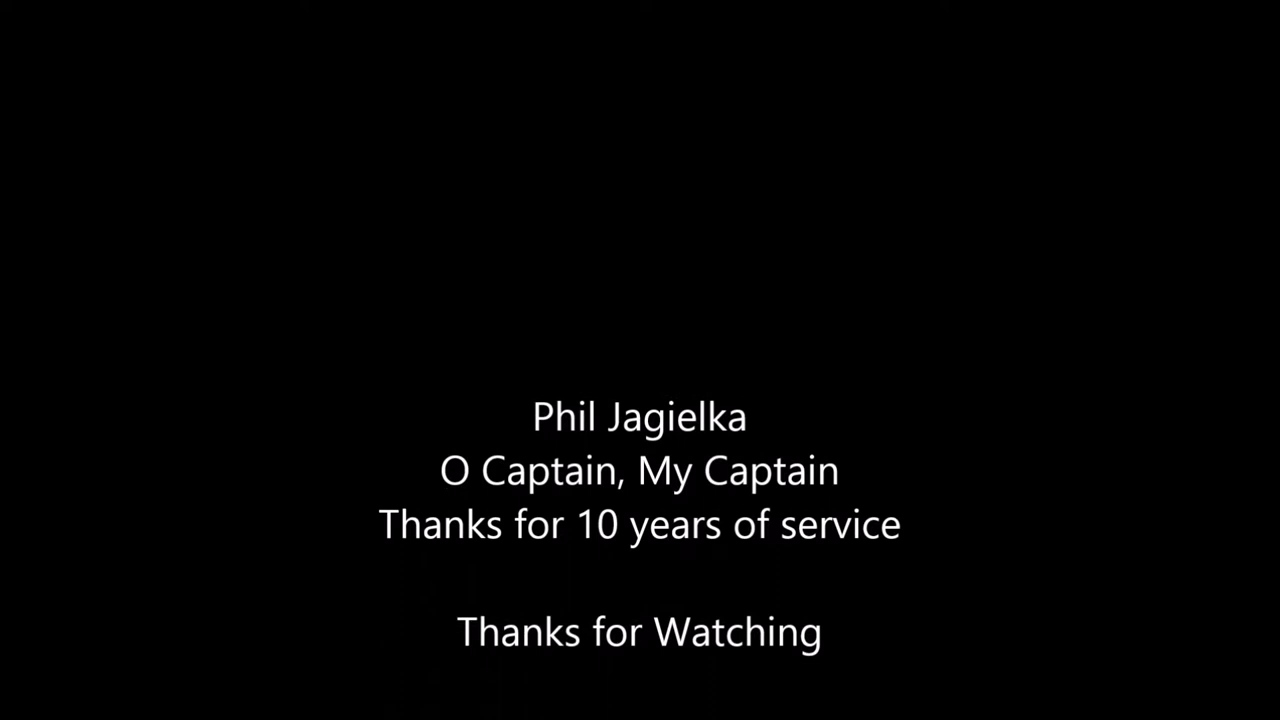 Phil Jagielka
O Captain, My Captain
Thanks for 10 years of service
Thanks for Watching